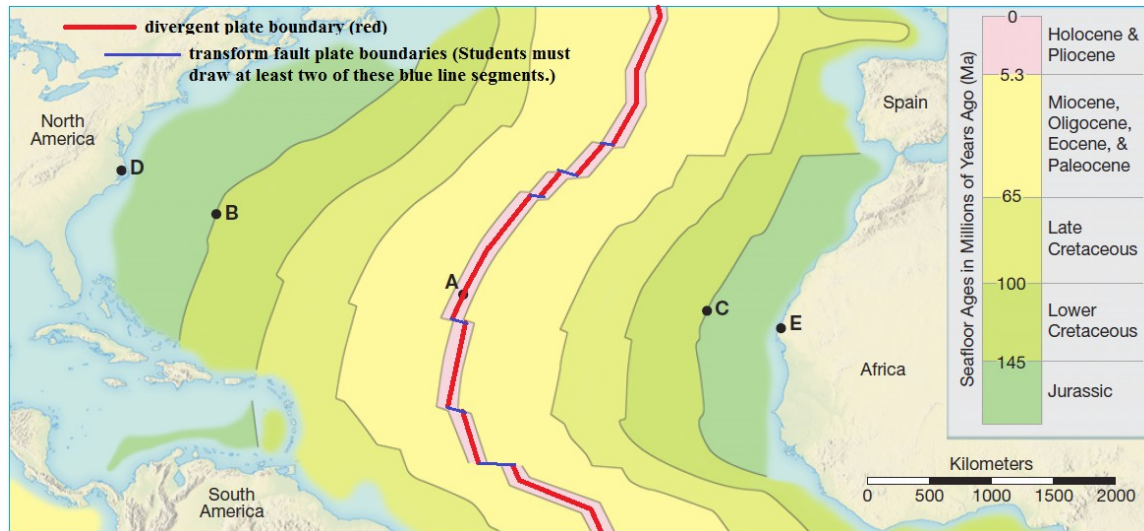 divergent plate boundary (red)
transform fault plate boundaries (Students must
draw at least two of these blue line segments.)
North
America
D
B
A
C
E
Spain
Africa
South
America
Seafloor Ages in Millions of Years Ago (Ma)
0
Holocene &
Pliocene
5.3
Miocene,
Oligocene,
Eocene, &
Paleocene
65
Late
Cretaceous
100
Lower
Cretaceous
145
Jurassic
Kilometers
0 500 1000 1500 2000